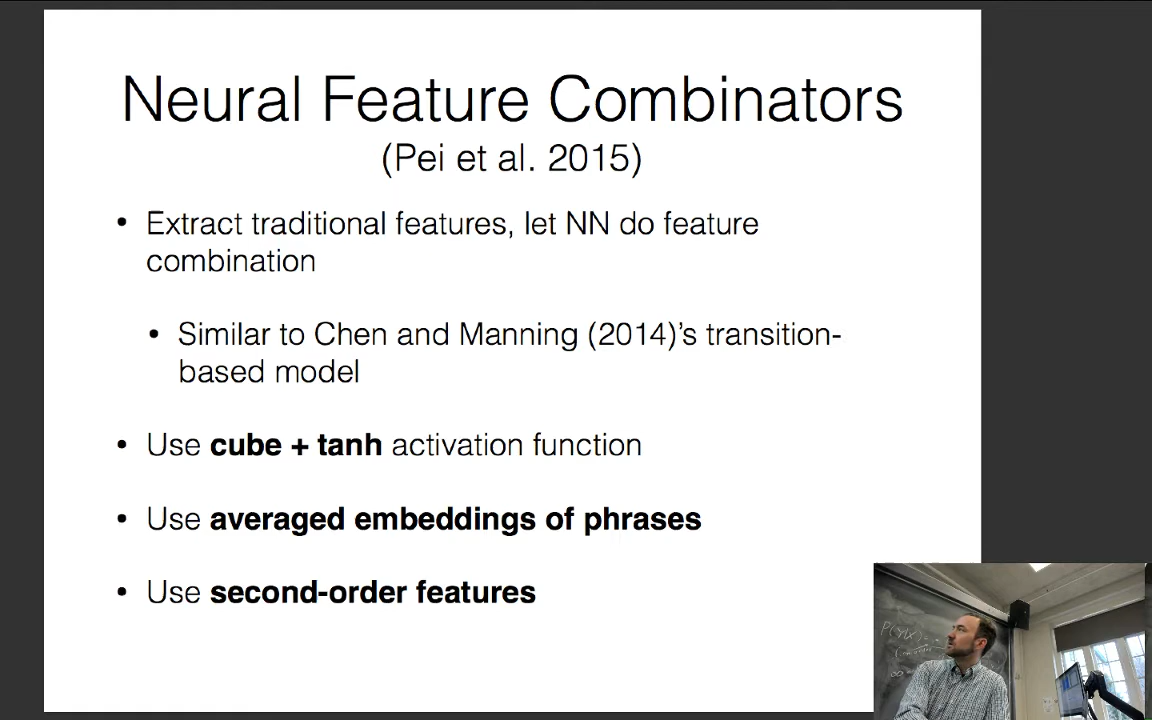 Neural Feature Combinators
(Pei et al. 2015)
• Extract traditional features, let NN do feature
combination
• Similar to Chen and Manning (2014)’s transition-
based model
• Use cube + tanh activation function
• Use averaged embeddings of phrases
• Use second-order features
P(Y|X)=